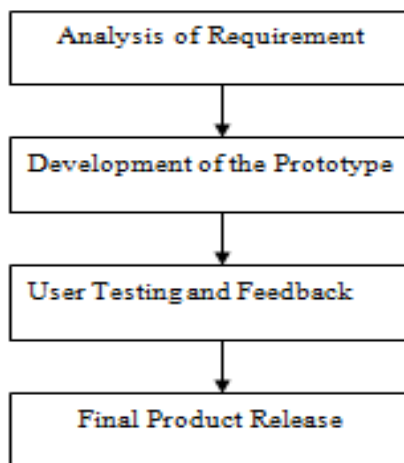 Analysis of Requirement
Development of the Prototype
User Testing and Feedback
Final Product Release